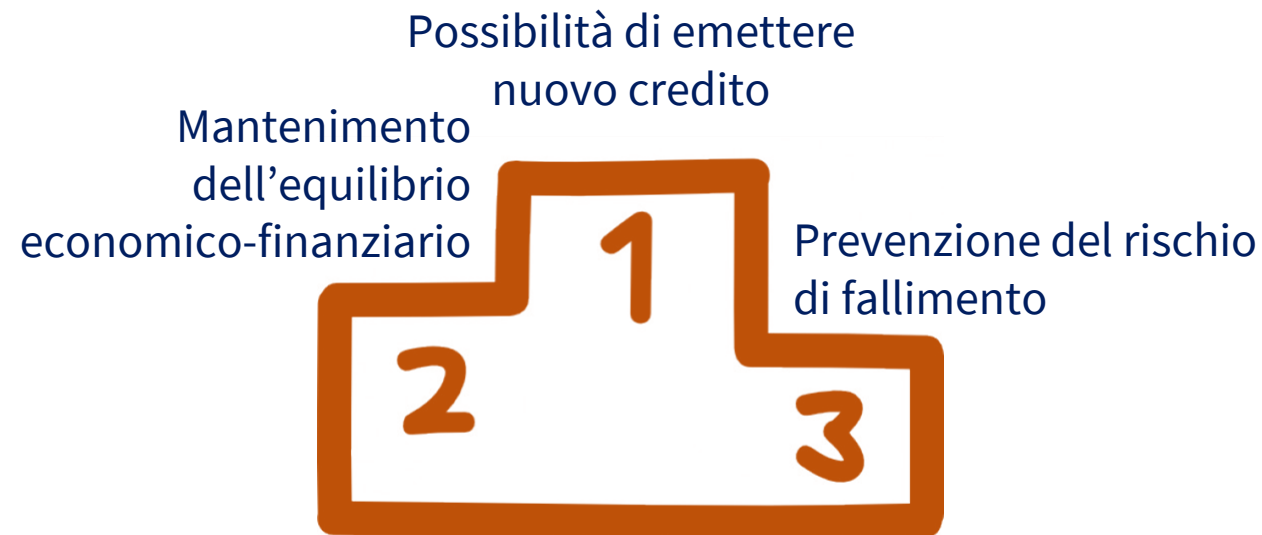 Possibilità di emettere
nuovo credito
Mantenimento
dell’equilibrio
economico-finanziario
Prevenzione del rischio
di fallimento
1
2
3